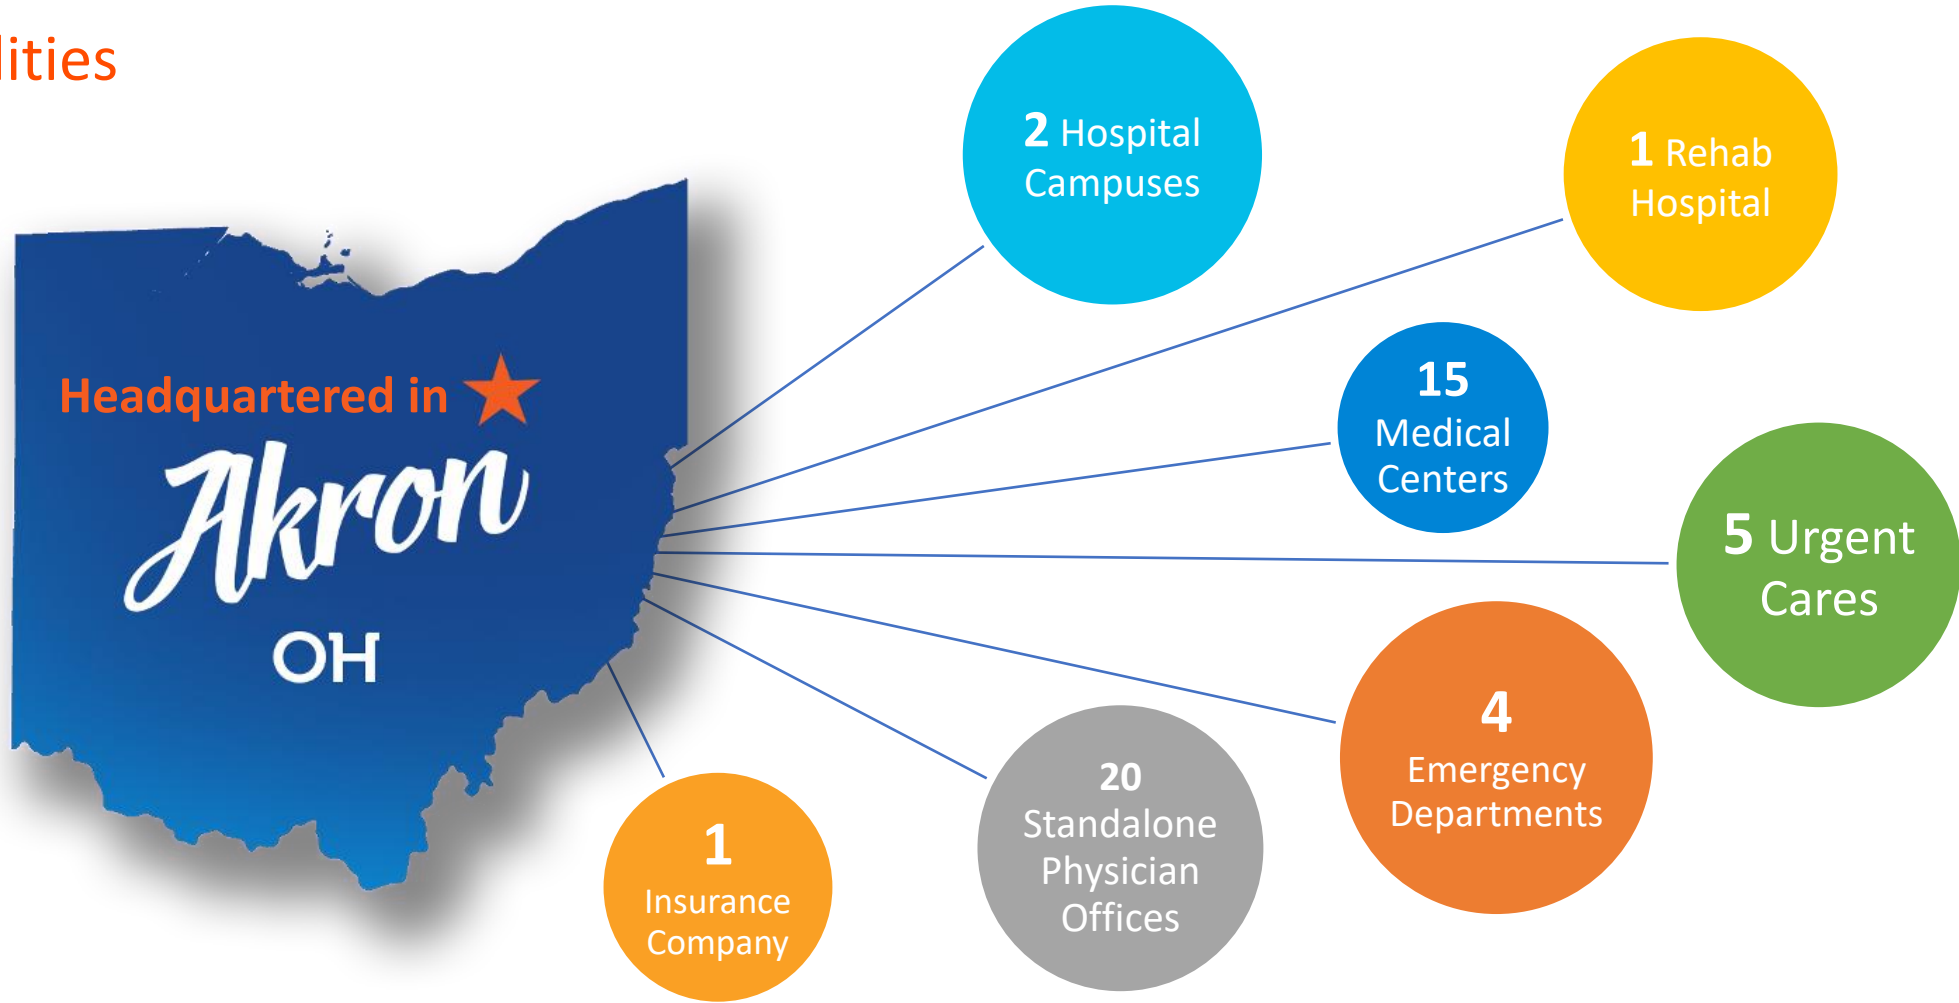 lities
2 Hospital
Campuses
1 Rehab
Hospital
Headquartered in
Akron
OH
15
Medical
Centers
5 Urgent
Cares
4
Emergency
Departments
20
Standalone
Physician
Offices
1
Insurance
Company